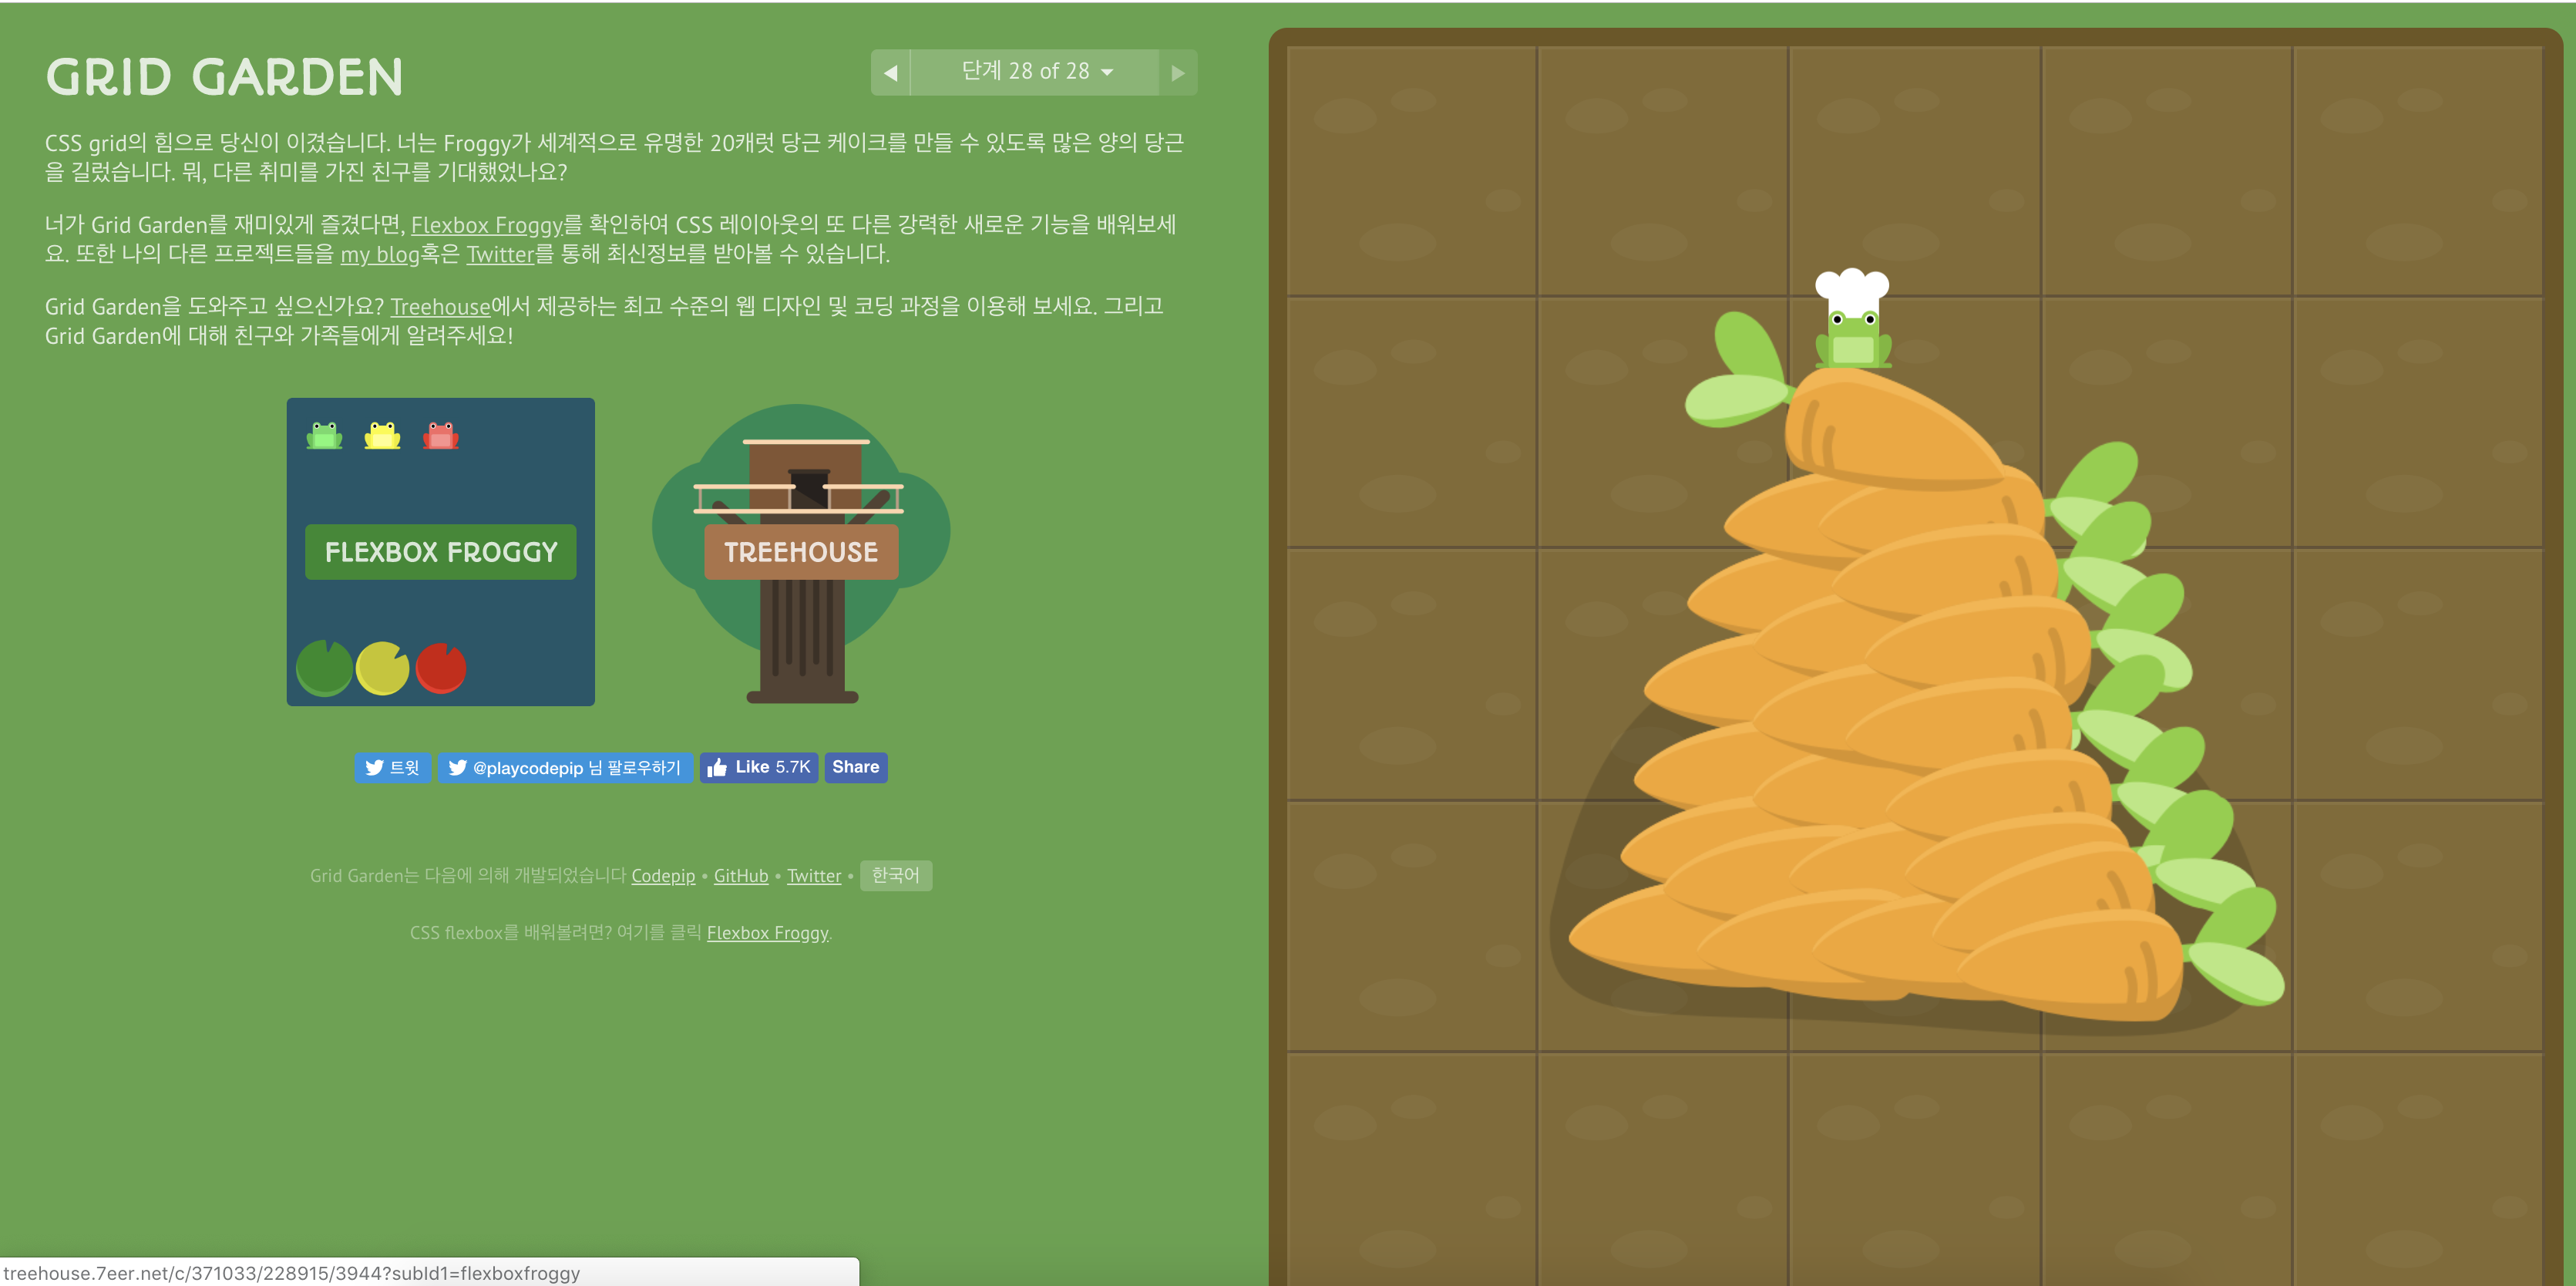 GRID GARDEN
단계 28 of 28
CSS grid의 힘으로 당신이 이겼습니다. 너는 Froggy가 세계적으로 유명한 20캐럿 당근 케이크를 만들 수 있도록 많은 양의 당근
을 길렀습니다. 뭐, 다른 취미를 가진 친구를 기대했었나요?
너가 Grid Garden를 재미있게 즐겼다면, Flexbox Froggy를 확인하여 CSS 레이아웃의 또 다른 강력한 새로운 기능을 배워보세
요. 또한 나의 다른 프로젝트들을 my blog혹은 Twitter를 통해 최신정보를 받아볼 수 있습니다.
Grid Garden을 도와주고 싶으신가요? Treehouse에서 제공하는 최고 수준의 웹 디자인 및 코딩 과정을 이용해 보세요. 그리고
Grid Garden에 대해 친구와 가족들에게 알려주세요!
FLEXBOX FROGGY
TREEHOUSE
트윗
@playcodepip 님 팔로우하기
Like 5.7K
Share
Grid Garden는 다음에 의해 개발되었습니다 Codepip • GitHub • Twitter • 한국어
CSS flexbox를 배워볼려면? 여기를 클릭 Flexbox Froggy.
treehouse.7eer.net/c/371033/228915/3944?subId1=flexboxfroggy